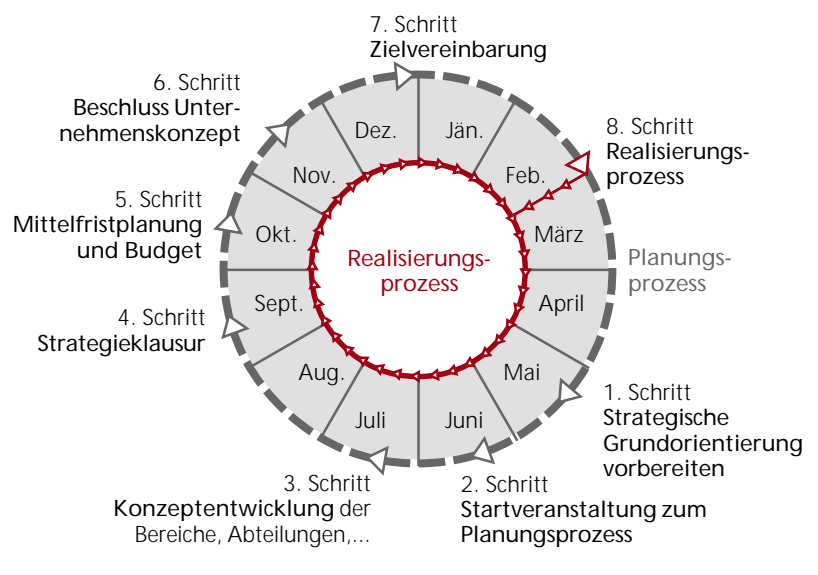 7. Schritt
Zielvereinbarung
6. Schritt
Beschluss Unter-
nehmenskonzept
8. Schritt
Realisierungs-
prozess
5. Schritt
Mittelfristplanung
und Budget
4. Schritt
Strategieklausur
Dez.
Jän.
Nov.
Feb.
Okt.
März
Sept.
April
Aug.
Mai
Juli
Juni
Realisierungs-
prozess
Planungs-
prozess
1. Schritt
Strategische
Grundorientierung
vorbereiten
3. Schritt
Konzeptentwicklung der
Bereiche, Abteilungen,...
2. Schritt
Startveranstaltung zum
Planungsprozess